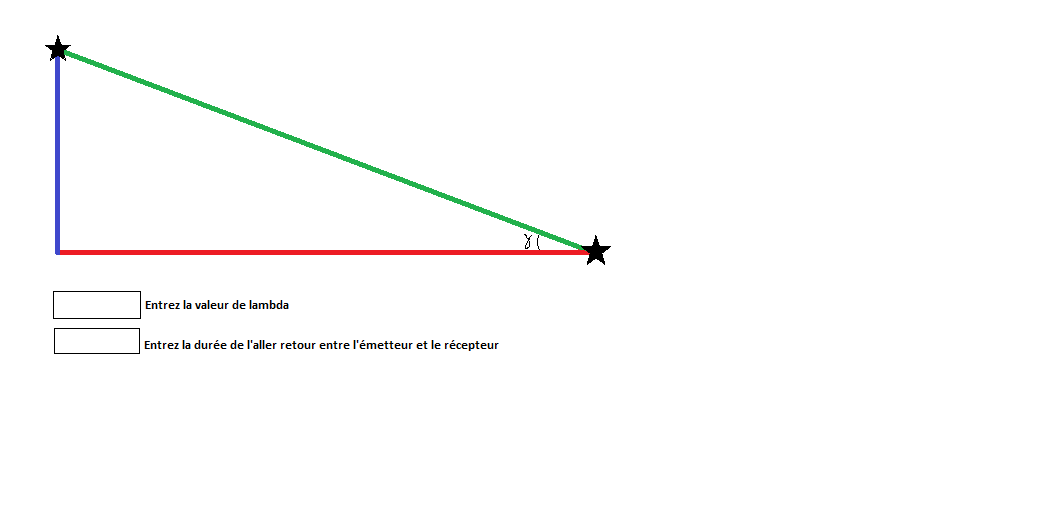 γ
Entrez la valeur de lambda
Entrez la durée de l'aller retour entre l'émetteur et le récepteur